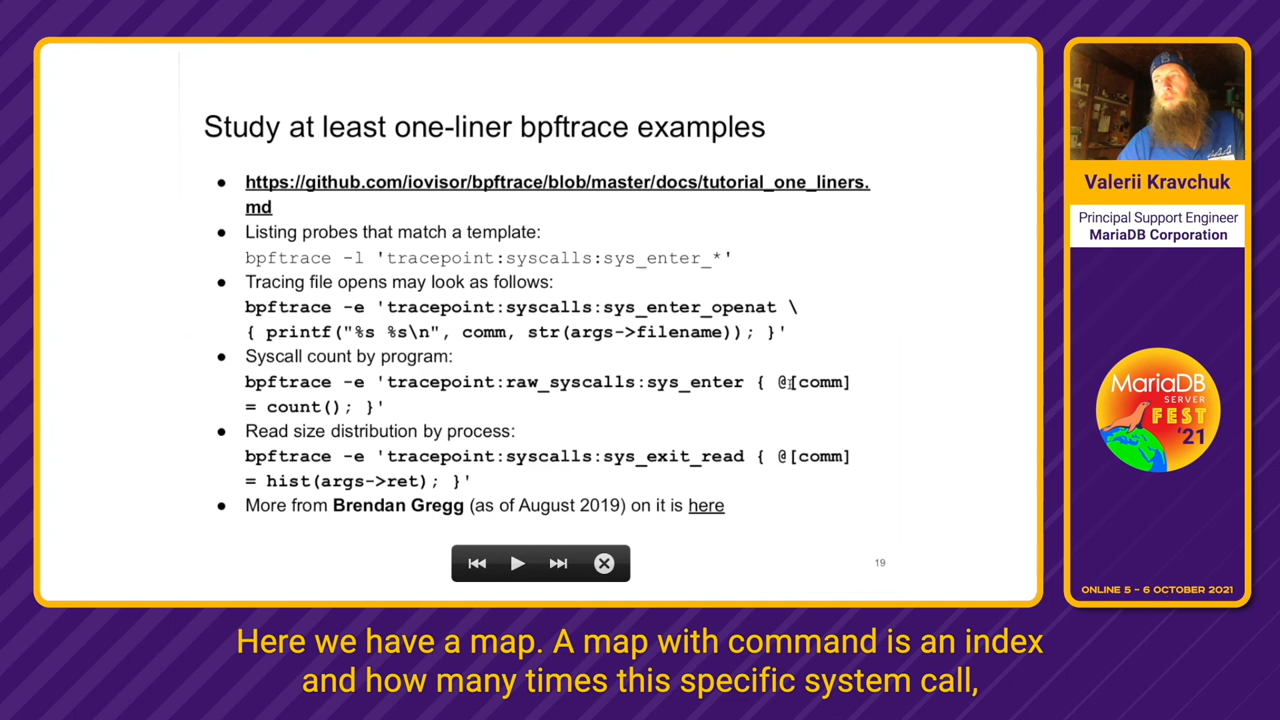 Study at least one-liner bpftrace examples
● https://github.com/iovisor/bpftrace/blob/master/docs/tutorial_one_liners.
md
● Listing probes that match a template:
bpftrace -l 'tracepoint:syscalls:sys_enter_*'
● Tracing file opens may look as follows:
bpftrace -e 'tracepoint:syscalls:sys_enter_openat \
{ printf("%s %s\n", comm, str(args->filename)); }'
● Syscall count by program:
bpftrace -e 'tracepoint:raw_syscalls:sys_enter { @[comm]
= count(); }'
● Read size distribution by process:
bpftrace -e 'tracepoint:syscalls:sys_exit_read { @[comm]
= hist(args->ret); }'
● More from Brendan Gregg (as of August 2019) on it is here
19
Valerii Kravchuk
Principal Support Engineer
MariaDB Corporation
MariaDB
SERVER
FEST
'21
ONLINE 5 - 6 OCTOBER 2021
Here we have a map. A map with command is an index
and how many times this specific system call,